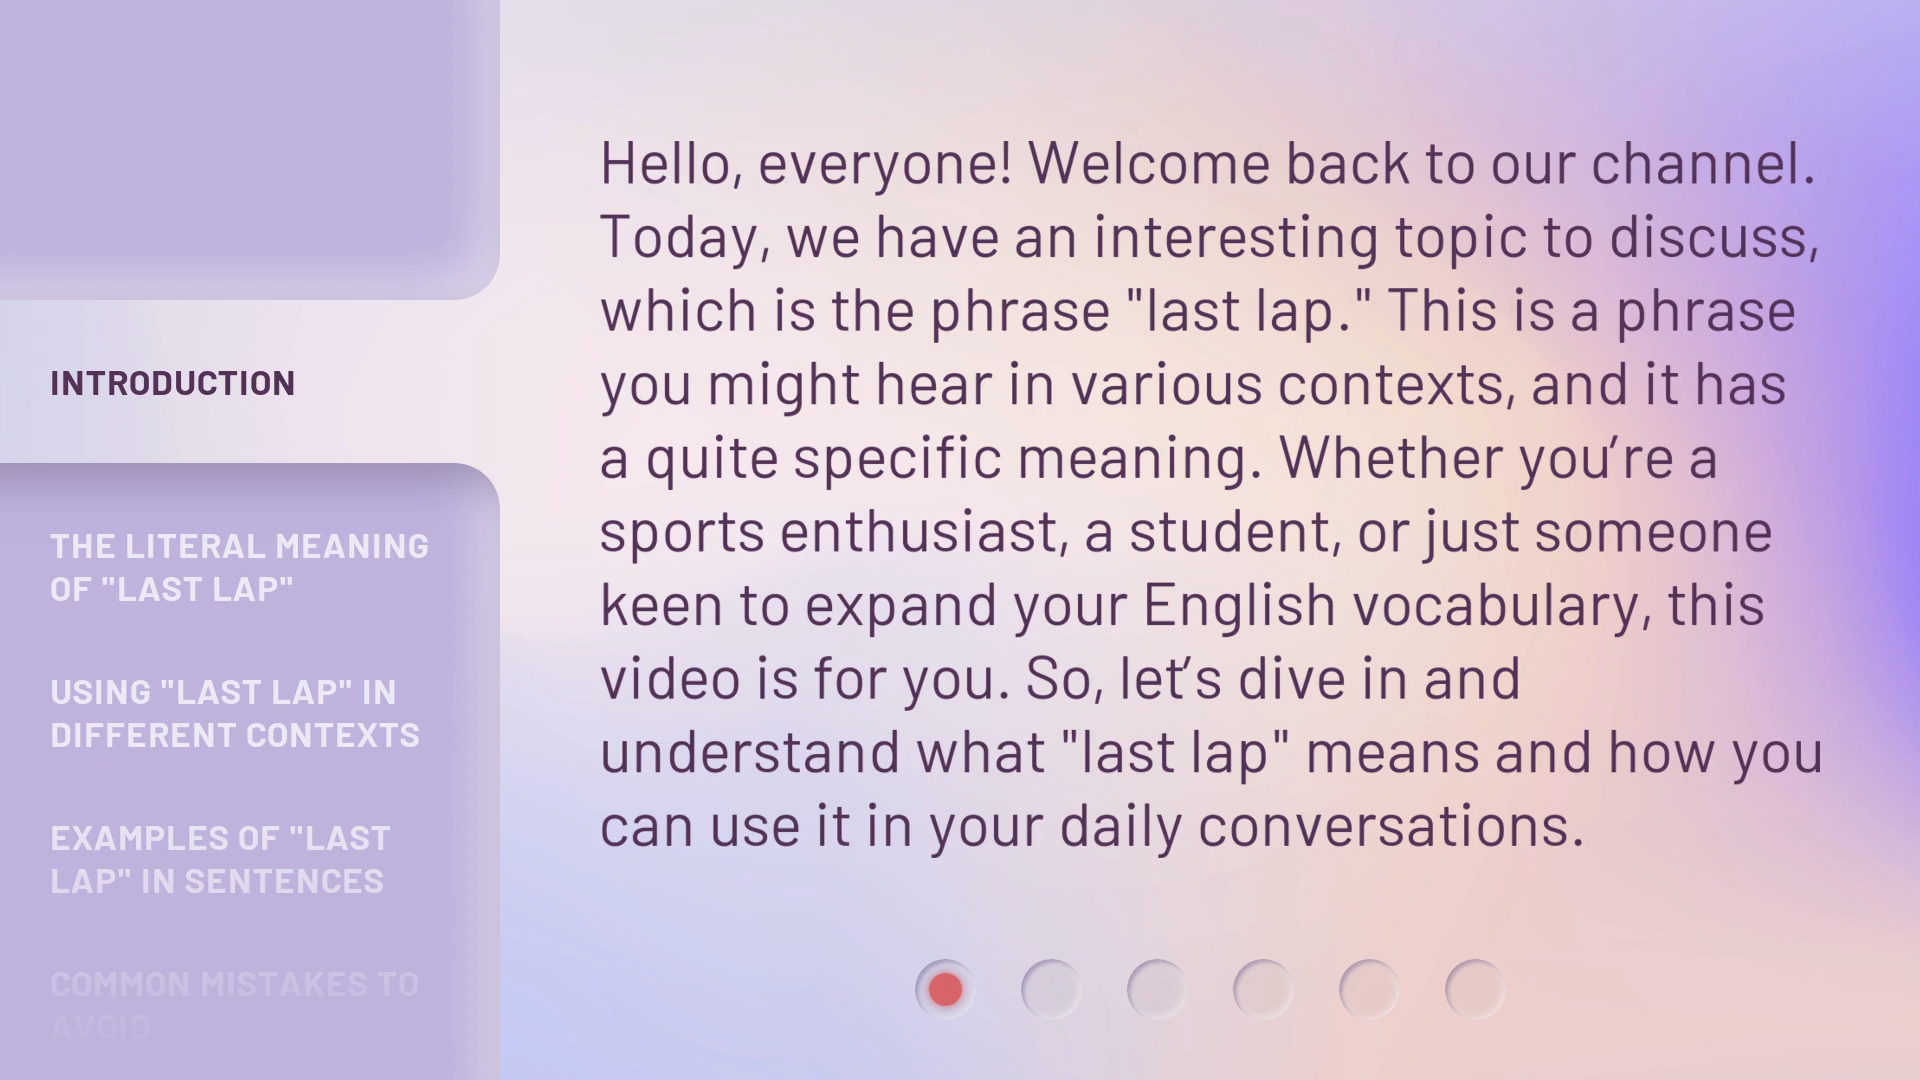 INTRODUCTION
THE LITERAL MEANING
OF "LAST LAP"
USING "LAST LAP" IN
DIFFERENT CONTEXTS
EXAMPLES OF "LAST
LAP" IN SENTENCES
COMMON MISTAKES TO
AVOID
Hello, everyone! Welcome back to our channel.
Today, we have an interesting topic to discuss,
which is the phrase "last lap." This is a phrase
you might hear in various contexts, and it has
a quite specific meaning. Whether you’re a
sports enthusiast, a student, or just someone
keen to expand your English vocabulary, this
video is for you. So, let’s dive in and
understand what "last lap" means and how you
can use it in your daily conversations.